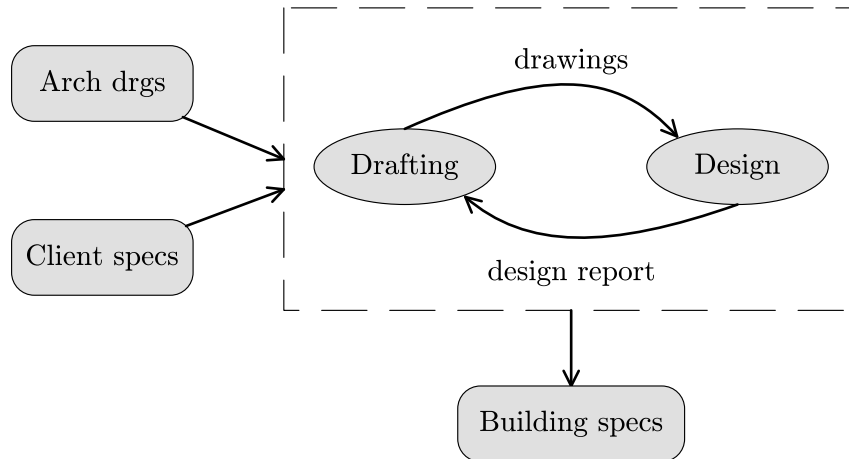 drawings
Arch drgs
Drafting
Design
Client specs
design report
Building specs